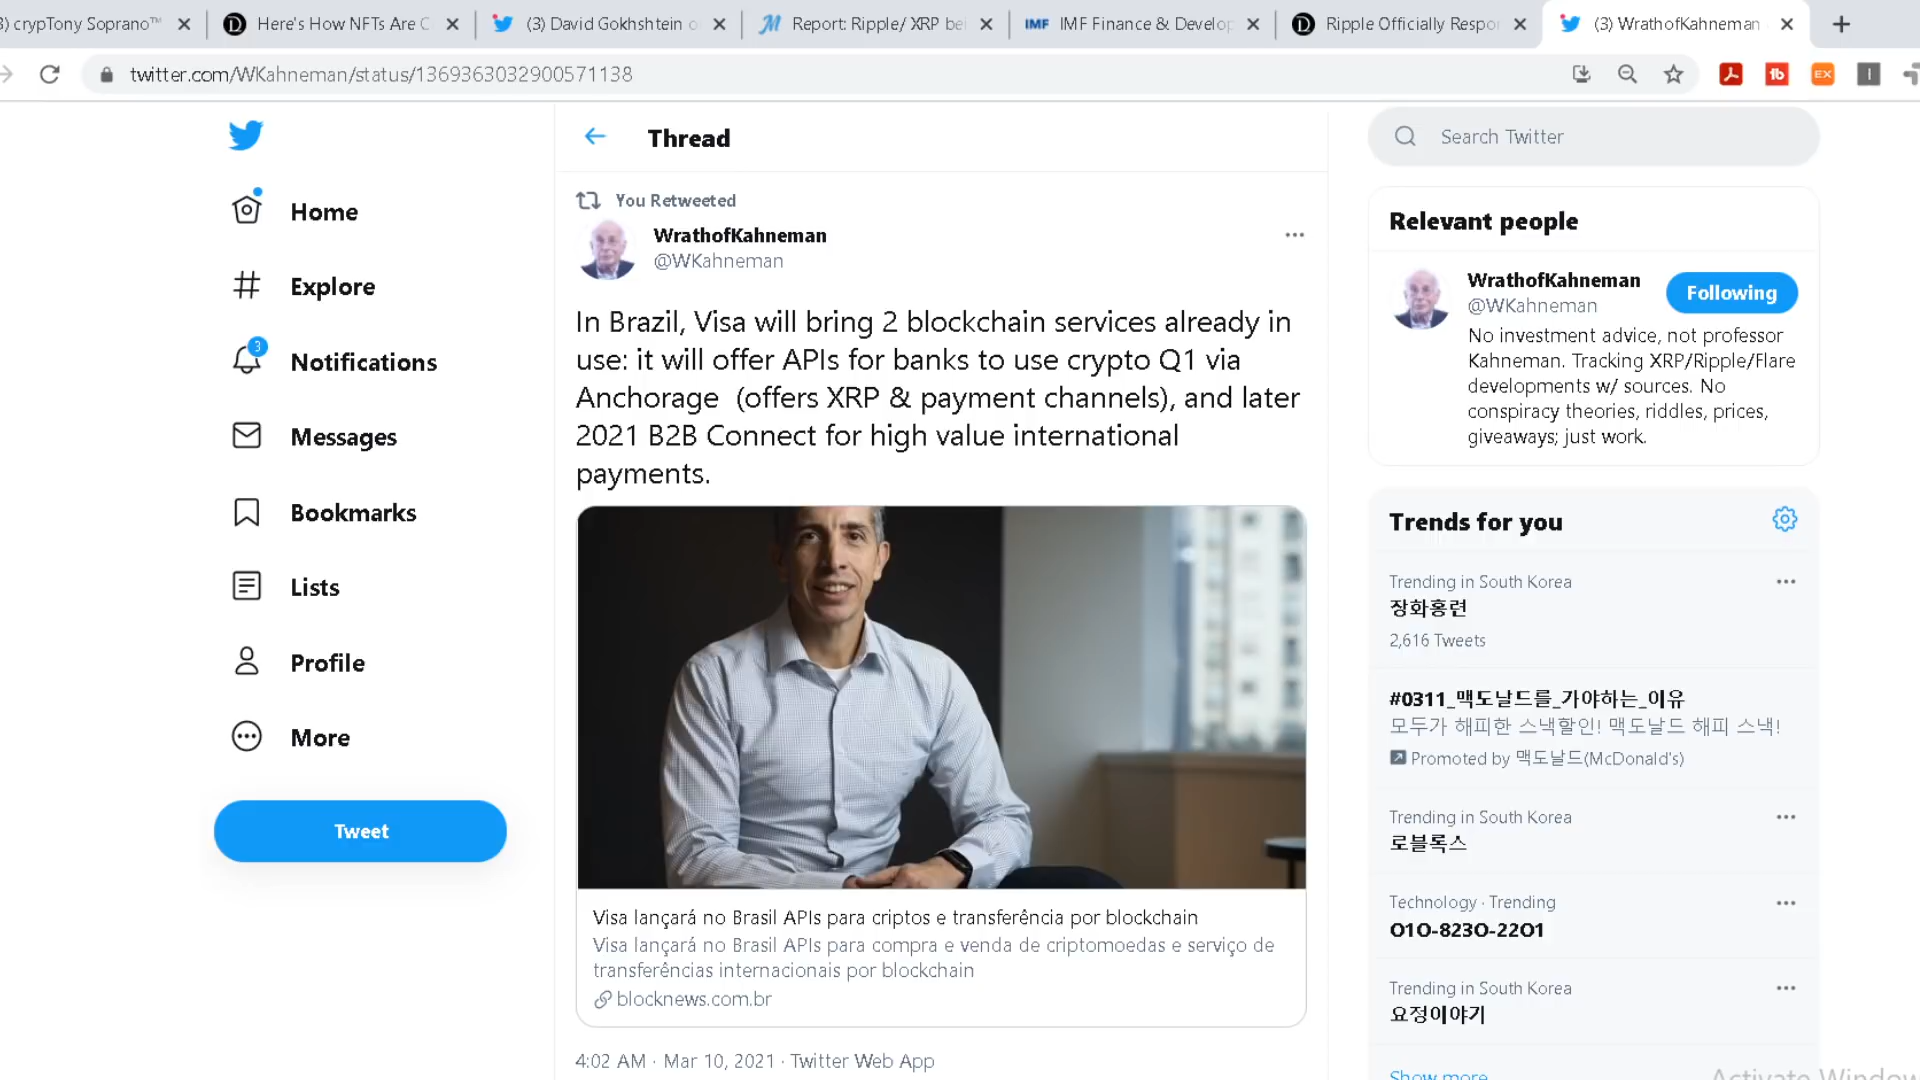 3) crypTony Soprano™
Here's How NFTs Are C
(3) David Gokhshtein o
Report: Ripple/ XRP be
IMF IMF Finance & Develop
Ripple Officially Respo
(3) WrathofKahneman
twitter.com/WKahneman/status/1369363032900571138
Home
Explore
3
Notifications
Messages
Bookmarks
Lists
Profile
More
Tweet
Thread
You Retweeted
WrathofKahneman
@WKahneman
In Brazil, Visa will bring 2 blockchain services already in
use: it will offer APIs for banks to use crypto Q1 via
Anchorage (offers XRP & payment channels), and later
2021 B2B Connect for high value international
payments.
Visa lançará no Brasil APIs para criptos e transferência por blockchain
Visa lançará no Brasil APIs para compra e venda de criptomoedas e serviço de
transferências internacionais por blockchain
blocknews.com.br
4:02 AM · Mar 10, 2021 · Twitter Web App
Search Twitter
Relevant people
WrathofKahneman
@WKahneman
Following
No investment advice, not professor
Kahneman. Tracking XRP/Ripple/Flare
developments w/ sources. No
conspiracy theories, riddles, prices,
giveaways; just work.
Trends for you
Trending in South Korea
장화홍련
2,616 Tweets
#0311_맥도날드를_가야하는_이유
모두가 해피한 스낵할인! 맥도날드 해피 스낵!
Promoted by 맥도날드(McDonald's)
Trending in South Korea
로블록스
Technology · Trending
O1O-823O-22O1
Trending in South Korea
요정이야기
Show more
Activate Window